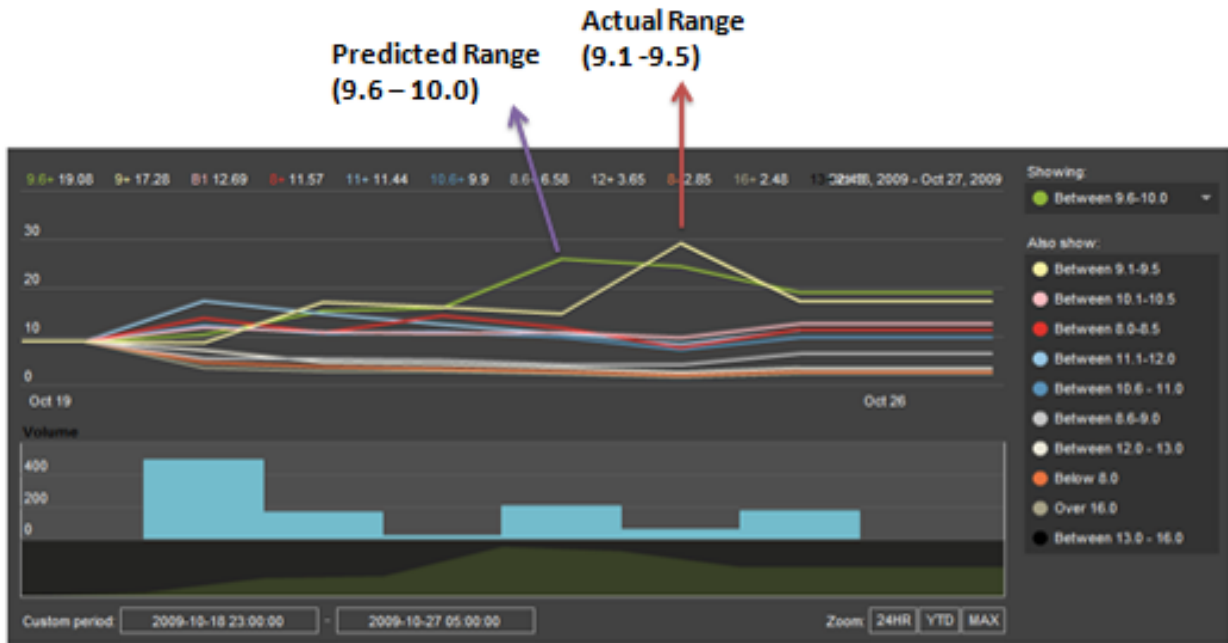 Actual Range
(9.1 -9.5)
Predicted Range
(9.6 – 10.0)
9.6+ 19.08 9+ 17.28 B1 12.69 8+ 11.57 11+ 11.44 10.6+ 9.9 8.6+ 6.58 12+ 3.65 8- 2.85 16+ 2.48 2009 - Oct 27, 2009
30
20
10
0
Oct 19 Oct 26
Volume
400
200
0
Custom period: 2009-10-18 23:00:00 - 2009-10-27 05:00:00 Zoom: 24HR YTD MAX
Showing:
Between 9.6-10.0
Also show:
Between 9.1-9.5
Between 10.1-10.5
Between 8.0-8.5
Between 11.1-12.0
Between 10.6 - 11.0
Between 8.6-9.0
Between 12.0 - 13.0
Below 8.0
Over 16.0
Between 13.0 - 16.0